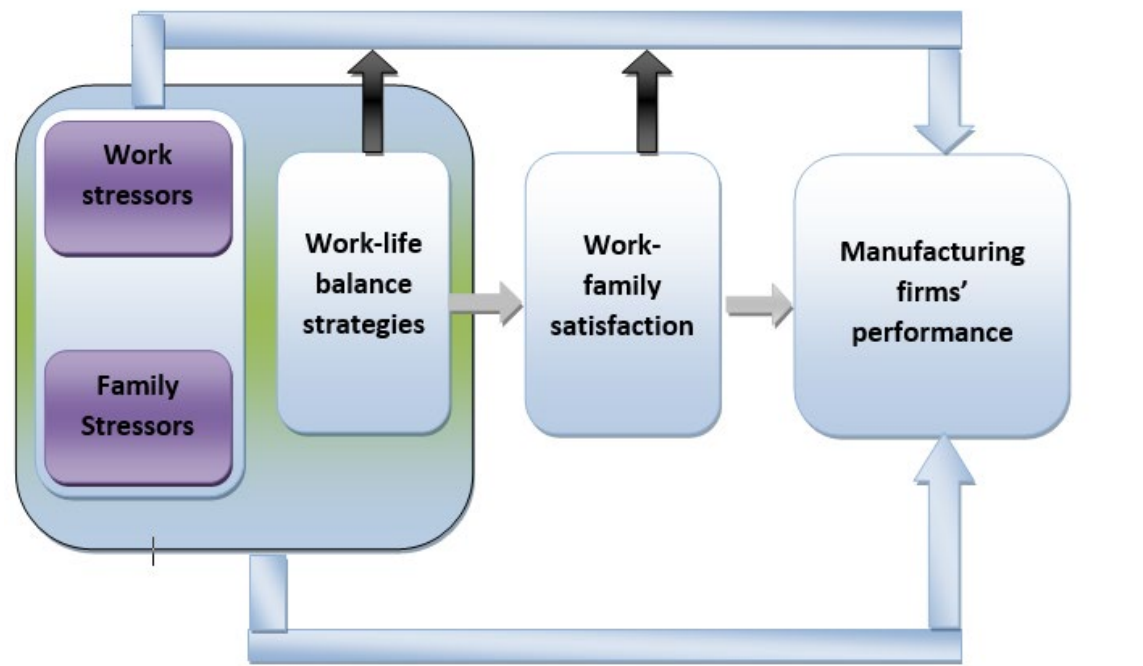 Work
stressors
Family
Stressors
Work-life
balance
strategies
Work-
family
satisfaction
Manufacturing
firms’
performance